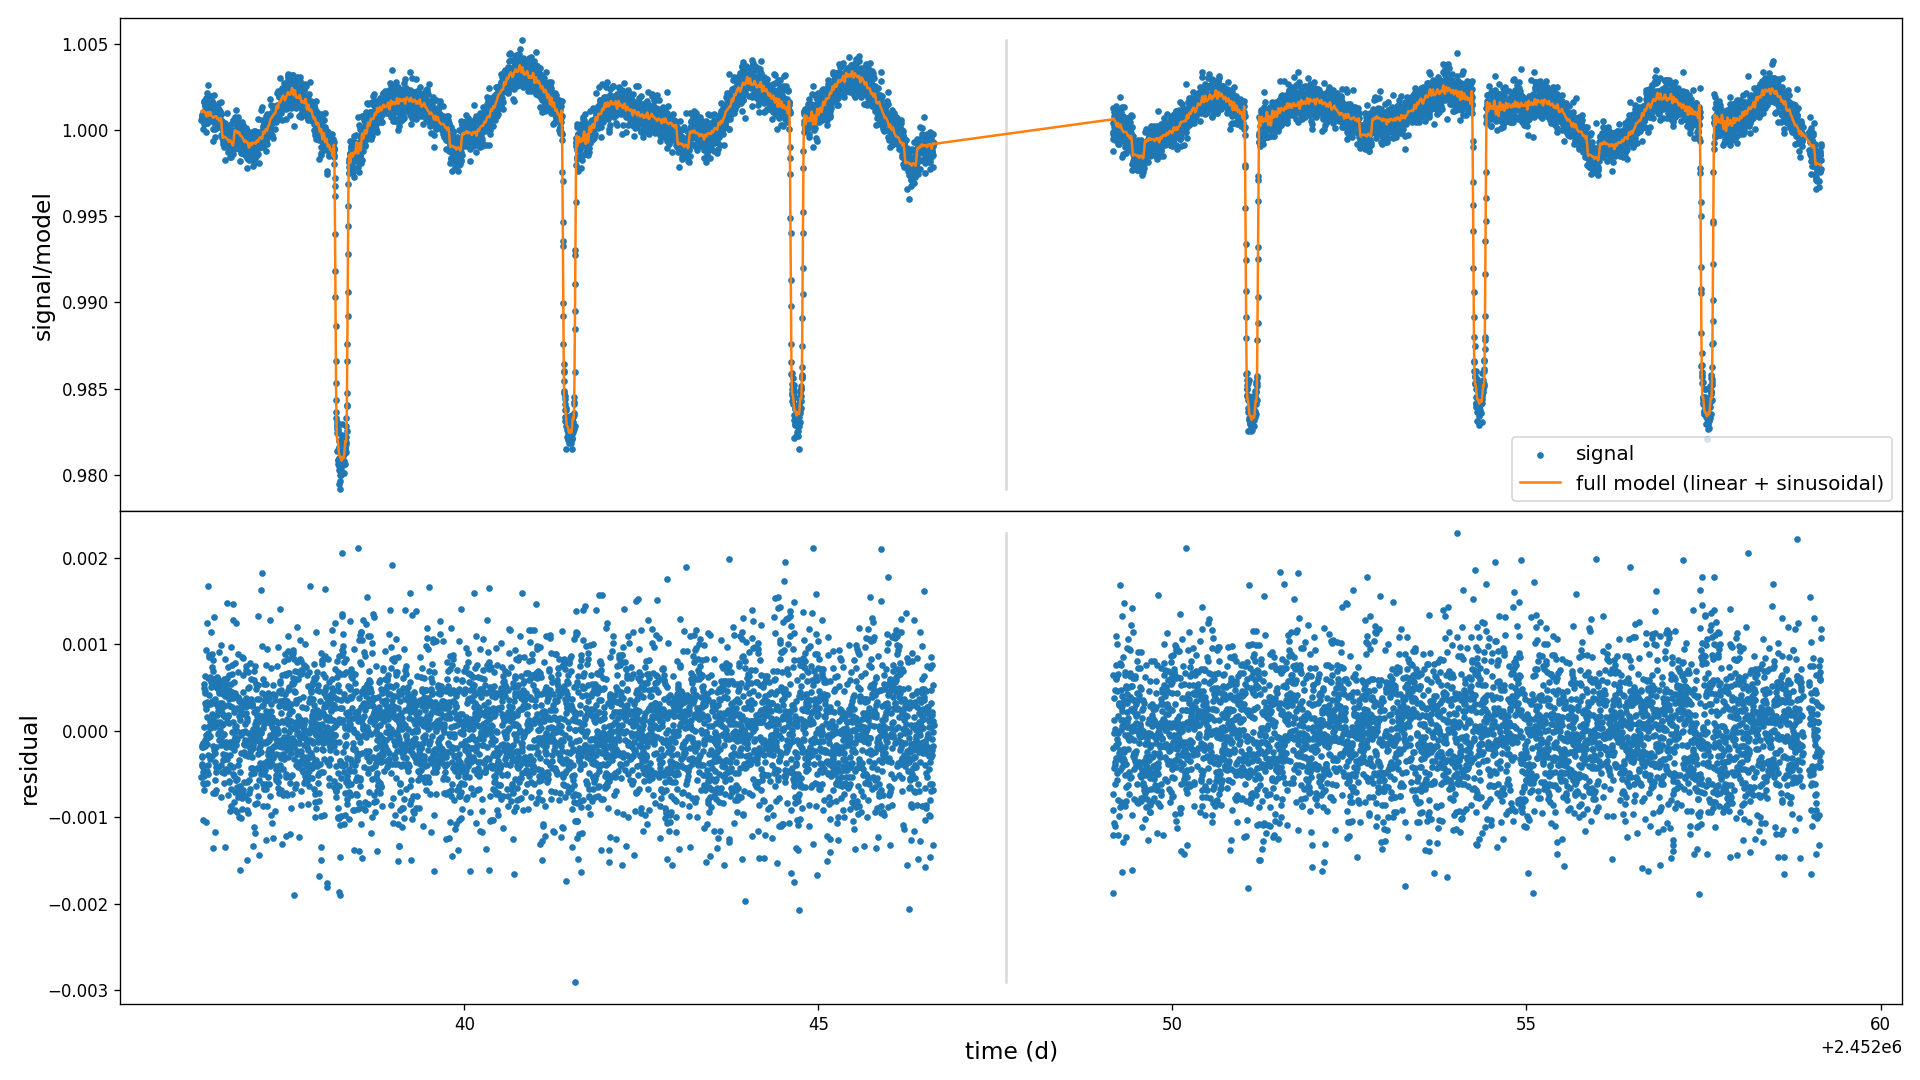 signal/model
1.005
1.000
0.995
0.990
0.985
0.980
signal
full model (linear + sinusoidal)
residual
0.002
0.001
0.000
−0.001
−0.002
−0.003
40
45
50
55
60
time (d)
+2.452e6